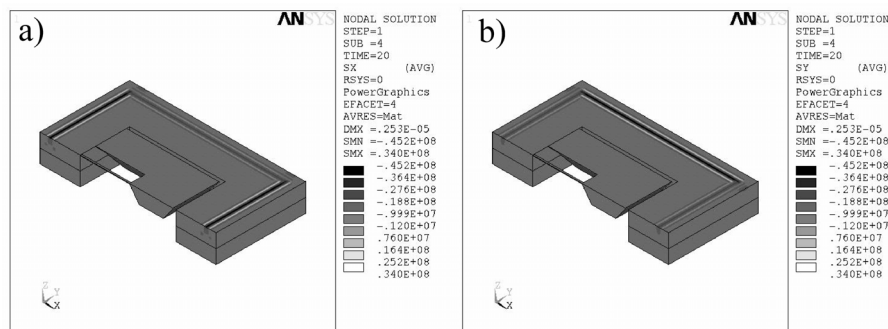 a)
1
ANSYS
NODAL SOLUTION
STEP=1
SUB =4
TIME=20
SX (AVG)
RSYS=0
PowerGraphics
EFACET=4
AVRES=Mat
DMX =.253E-05
SMN =-.452E+08
SMX =.340E+08
-.452E+08
-.364E+08
-.276E+08
-.188E+08
-.999E+07
-.120E+07
.760E+07
.164E+08
.252E+08
.340E+08
Z
Y
X
b)
1
ANSYS
NODAL SOLUTION
STEP=1
SUB =4
TIME=20
SY (AVG)
RSYS=0
PowerGraphics
EFACET=4
AVRES=Mat
DMX =.253E-05
SMN =-.452E+08
SMX =.340E+08
-.452E+08
-.364E+08
-.276E+08
-.188E+08
-.999E+07
-.120E+07
.760E+07
.164E+08
.252E+08
.340E+08
Z
Y
X